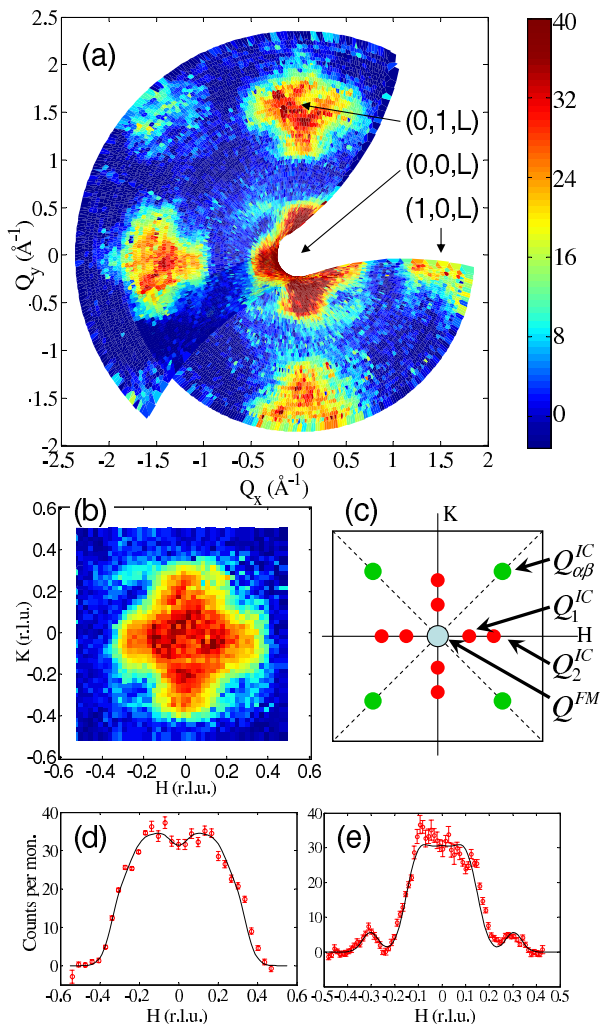 (a)
Q_y (Å⁻¹)
2
1.5
1
0.5
0
-0.5
-1
1.5
-2
-2.5 -2 -1.5 -1 -0.5 0 0.5 1 1.5 2
Q_x (Å⁻¹)
(0,1,L)
(0,0,L)
(1,0,L)
40
32
24
16
8
0
(b)
K (r.l.u.)
0.6
0.4
0.2
0
-0.2
-0.4
-0.6
-0.6 -0.4 -0.2 0 0.2 0.4 0.6
H (r.l.u.)
(c)
K
H
Q_{αβ}^{IC}
Q_1^{IC}
Q_2^{IC}
Q^{FM}
(d)
Counts per mon.
40
30
20
10
0
-0.6 -0.4 -0.2 0 0.2 0.4 0.6
H (r.l.u.)
(e)
40
30
20
10
0
-0.5 -0.4 -0.3 -0.2 -0.1 0 0.1 0.2 0.3 0.4 0.5
H (r.l.u.)